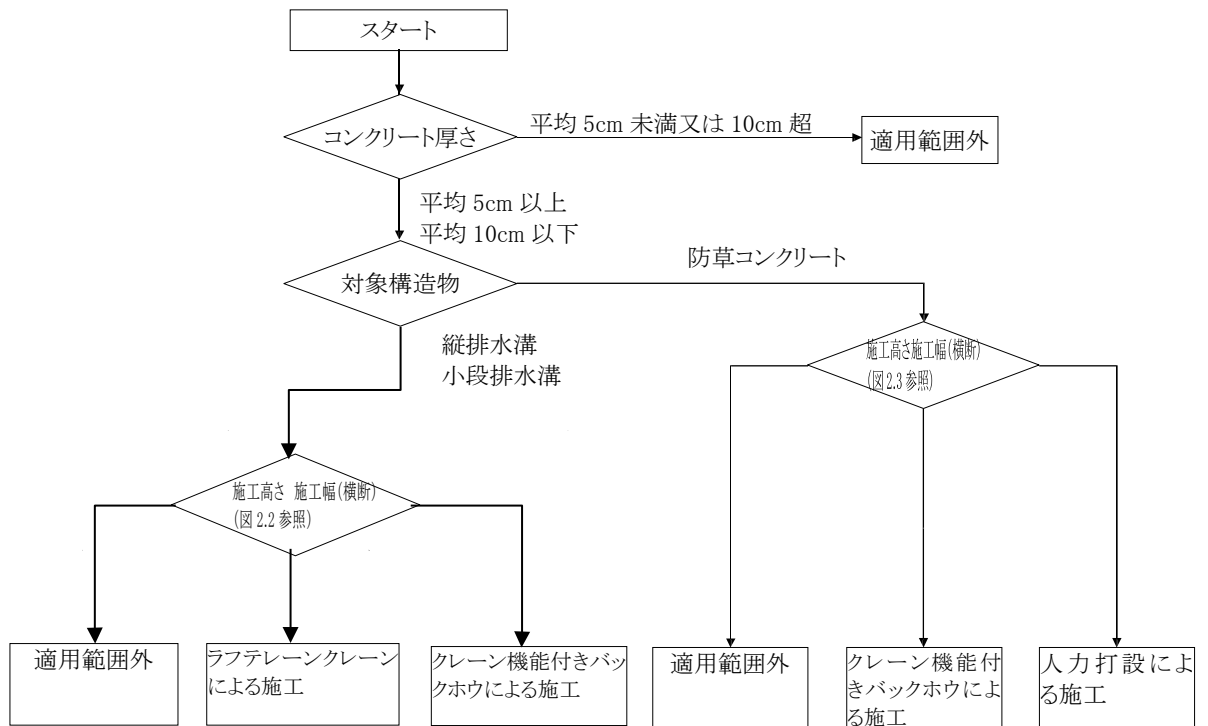 スタート
コンクリート厚さ
平均 5cm 未満又は 10cm 超
適用範囲外
平均 5cm 以上
平均 10cm 以下
対象構造物
防草コンクリート
縦排水溝
小段排水溝
施工高さ施工幅(横断)
(図 2.3 参照)
施工高さ 施工幅(横断)
(図 2.2 参照)
適用範囲外
ラフテレーンクレーン
による施工
クレーン機能付きバッ
クホウによる施工
適用範囲外
クレーン機能付
きバックホウによ
る施工
人力打設によ
る施工